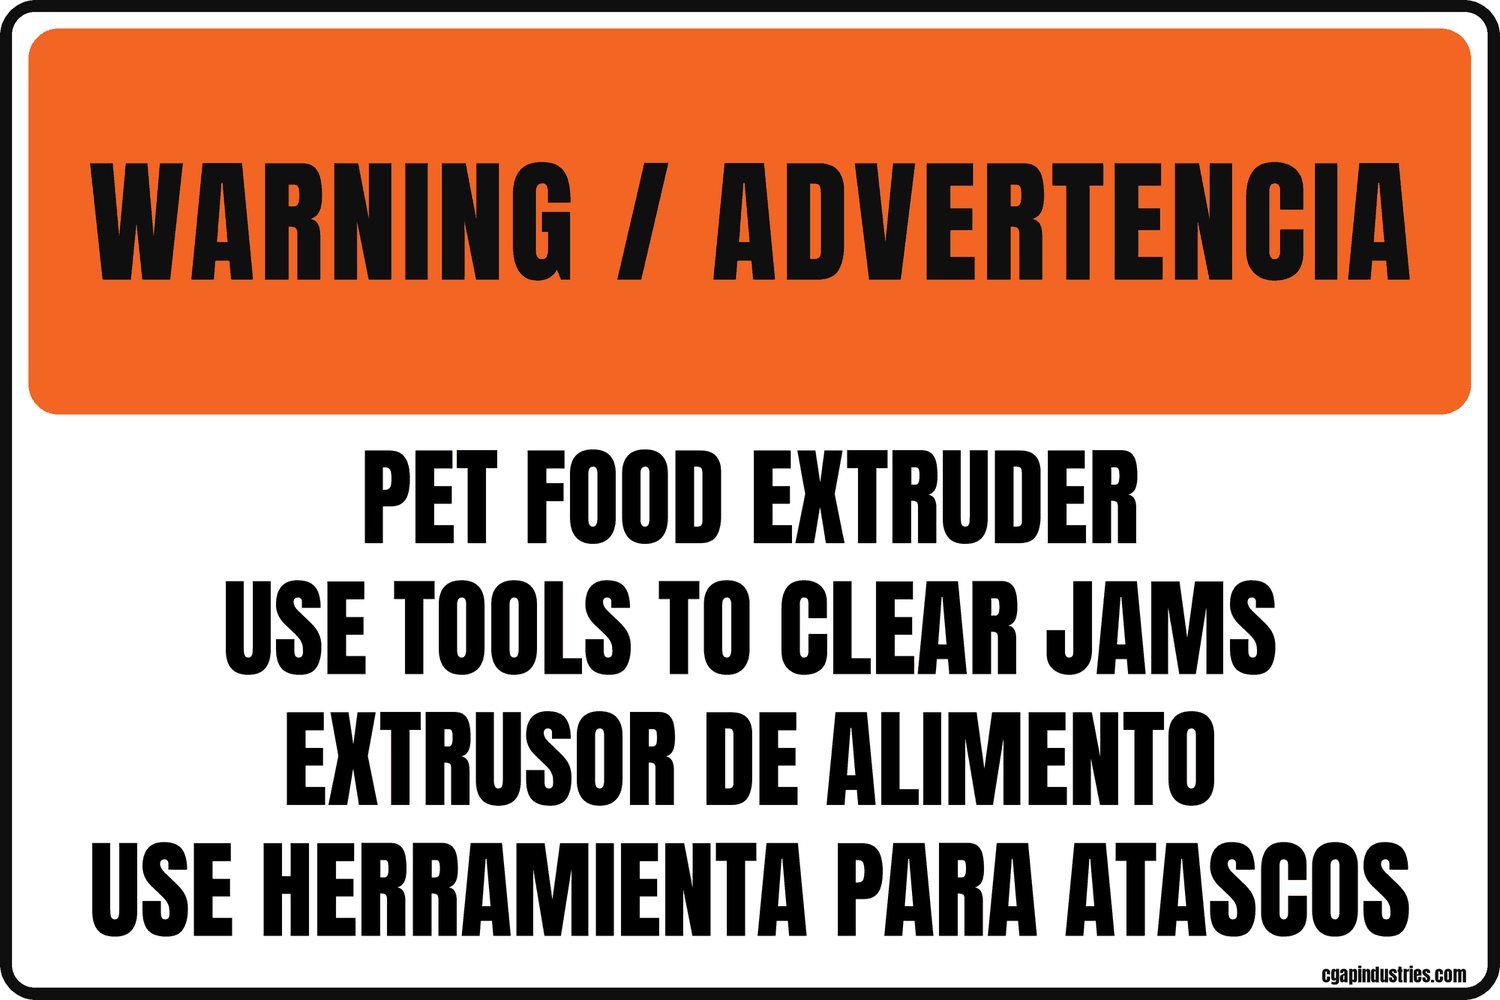 WARNING / ADVERTENCIA
PET FOOD EXTRUDER
USE TOOLS TO CLEAR JAMS
EXTRUSOR DE ALIMENTO
USE HERRAMIENTA PARA ATASCOS
cgapindustries.com